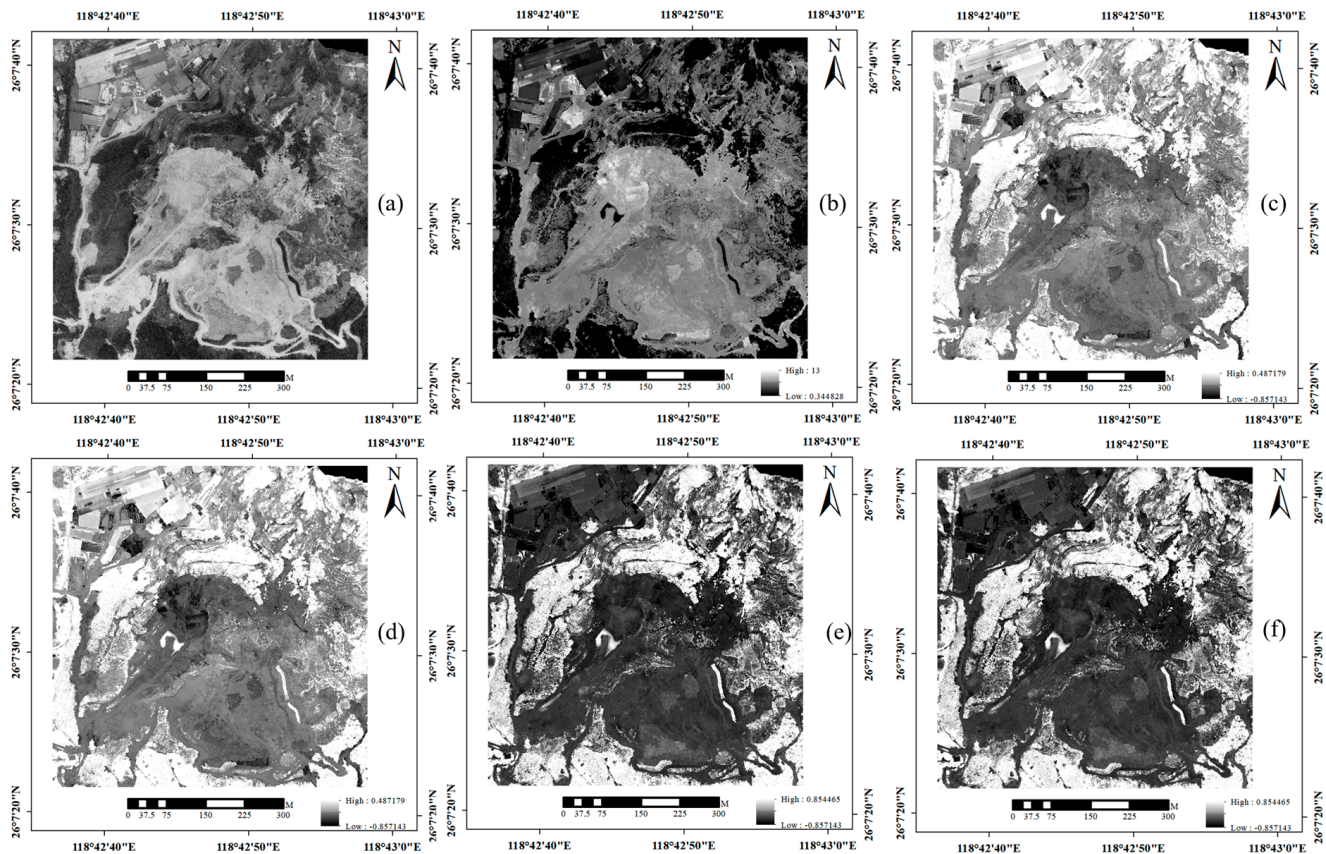 118°42'40"E 118°42'50"E 118°43'0"E
118°42'40"E 118°42'50"E 118°43'0"E
118°42'40"E 118°42'50"E 118°43'0"E
26°7'40"N
26°7'30"N
26°7'20"N
N
(a)
0 37.5 75 150 225 300 M
26°7'40"N
26°7'30"N
26°7'20"N
N
(b)
0 37.5 75 150 225 300 M
High : 13
Low : 0.344828
26°7'40"N
26°7'30"N
26°7'20"N
N
(c)
0 37.5 75 150 225 300 M
High : 0.487179
Low : -0.857143
26°7'40"N
26°7'30"N
26°7'20"N
118°42'40"E 118°42'50"E 118°43'0"E
118°42'40"E 118°42'50"E 118°43'0"E
118°42'40"E 118°42'50"E 118°43'0"E
26°7'40"N
26°7'30"N
26°7'20"N
N
(d)
0 37.5 75 150 225 300 M
High : 0.487179
Low : -0.857143
26°7'40"N
26°7'30"N
26°7'20"N
N
(e)
0 37.5 75 150 225 300 M
High : 0.854465
Low : -0.857143
26°7'40"N
26°7'30"N
26°7'20"N
N
(f)
0 37.5 75 150 225 300 M
High : 0.854465
Low : -0.857143
26°7'40"N
26°7'30"N
26°7'20"N
118°42'40"E 118°42'50"E 118°43'0"E
118°42'40"E 118°42'50"E 118°43'0"E
118°42'40"E 118°42'50"E 118°43'0"E